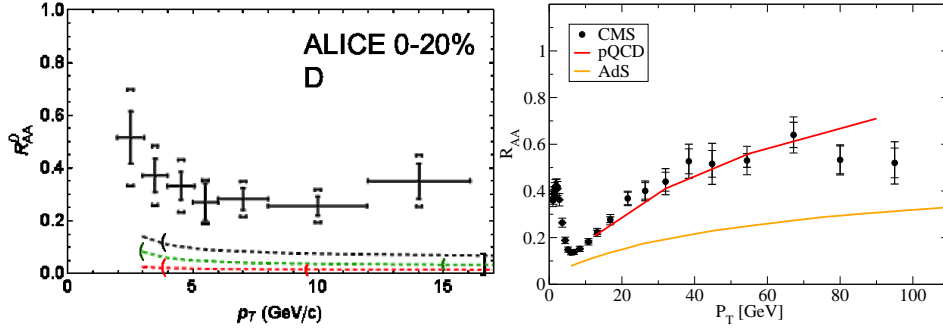 ALICE 0-20%
D
R^D_AA
1.0
0.8
0.6
0.4
0.2
0.0
0
5
10
15
p_T (GeV/c)
CMS
pQCD
AdS
R_AA
1
0.8
0.6
0.4
0.2
0
0
20
40
60
80
100
P_T [GeV]